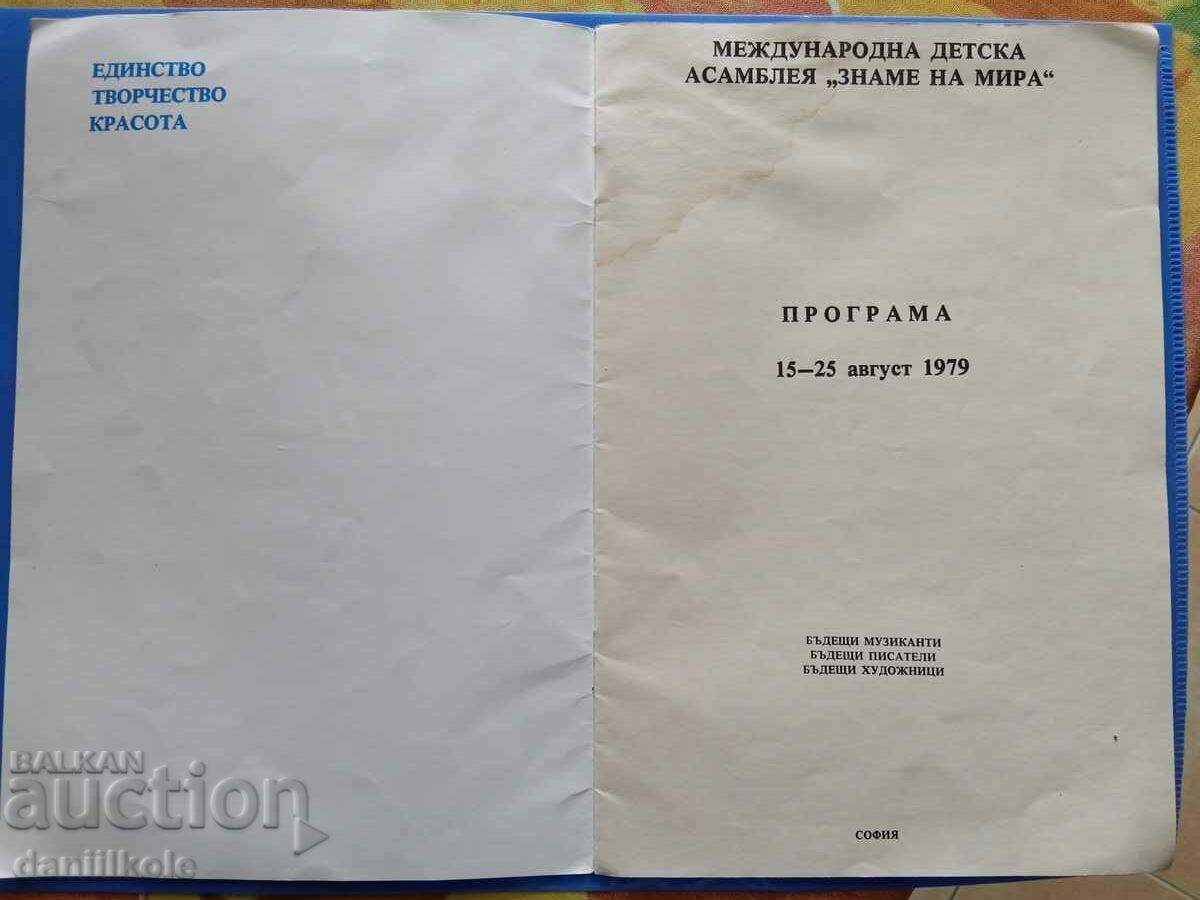 ЕДИНСТВО
ТВОРЧЕСТВО
КРАСОТА
МЕЖДУНАРОДНА ДЕТСКА
АСАМБЛЕЯ „ЗНАМЕ НА МИРА“
ПРОГРАМА
15—25 август 1979
БЪДЕЩИ МУЗИКАНТИ
БЪДЕЩИ ПИСАТЕЛИ
БЪДЕЩИ ХУДОЖНИЦИ
СОФИЯ
BALKAN
auction
daniilkole